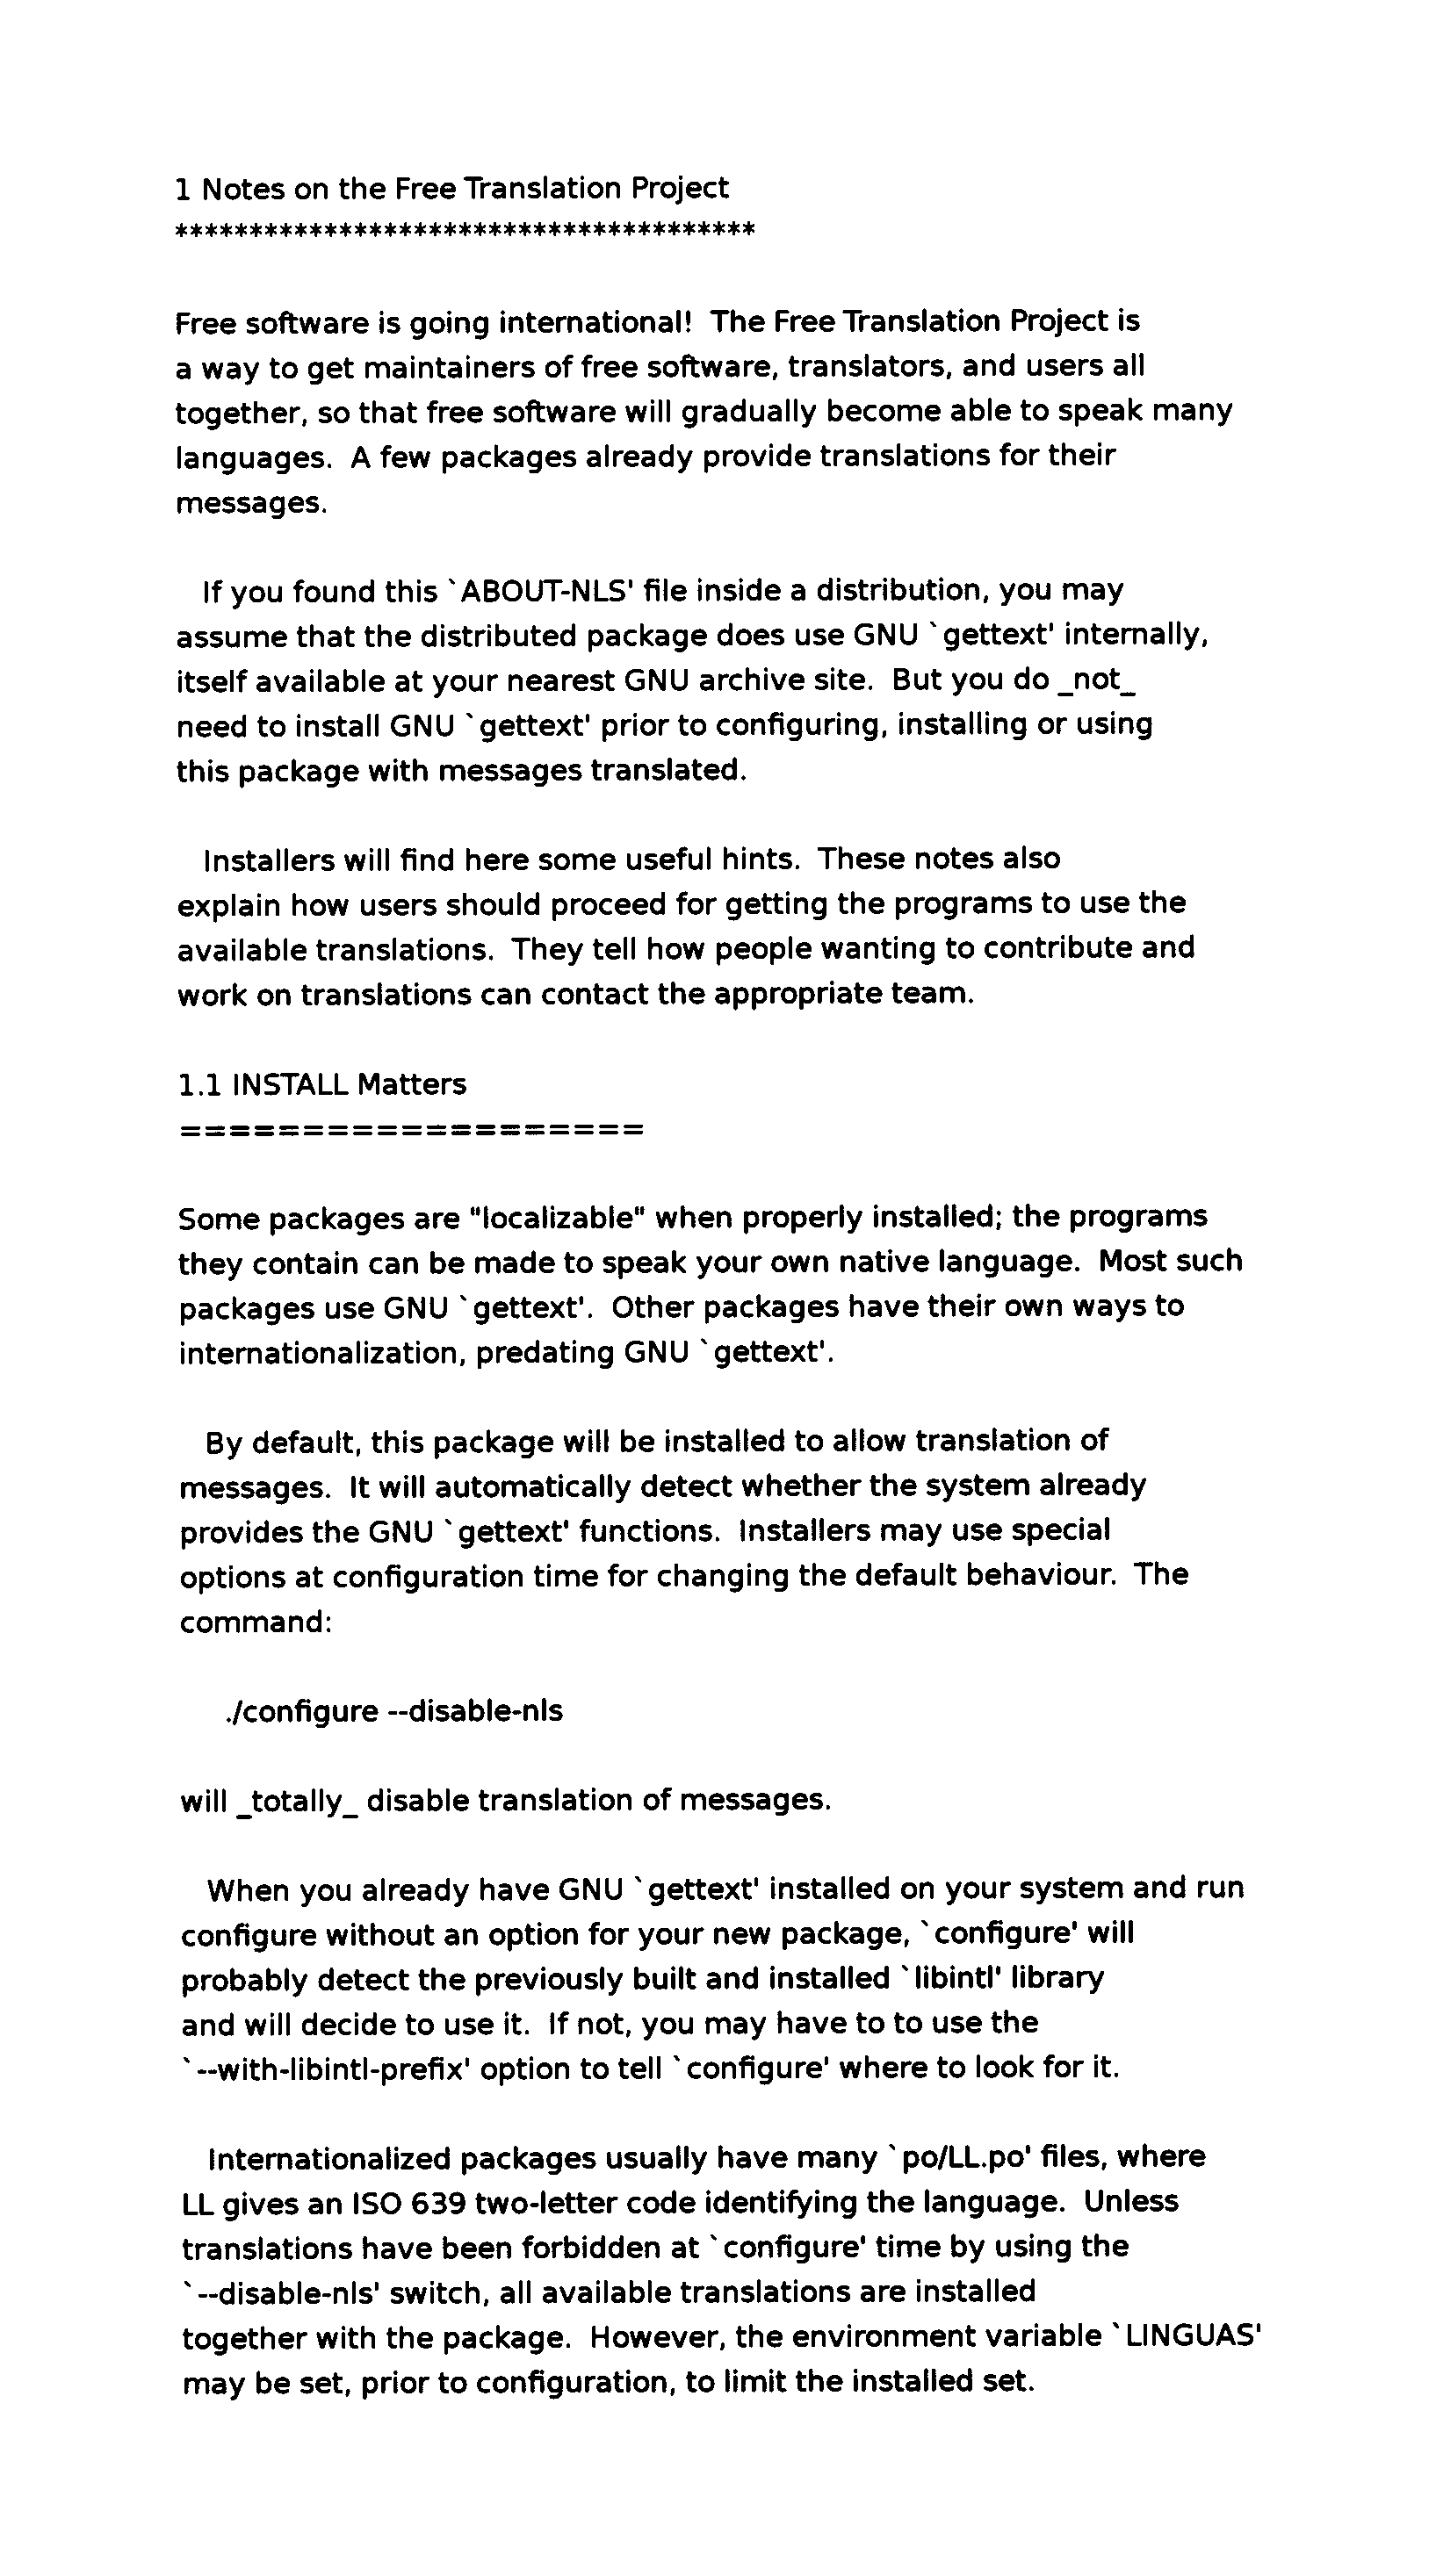 1 Notes on the Free Translation Project
***************************************

Free software is going international!  The Free Translation Project is
a way to get maintainers of free software, translators, and users all
together, so that free software will gradually become able to speak many
languages.  A few packages already provide translations for their
messages.

   If you found this `ABOUT-NLS' file inside a distribution, you may
assume that the distributed package does use GNU `gettext' internally,
itself available at your nearest GNU archive site.  But you do _not_
need to install GNU `gettext' prior to configuring, installing or using
this package with messages translated.

   Installers will find here some useful hints.  These notes also
explain how users should proceed for getting the programs to use the
available translations.  They tell how people wanting to contribute and
work on translations can contact the appropriate team.

1.1 INSTALL Matters
===================

Some packages are "localizable" when properly installed; the programs
they contain can be made to speak your own native language.  Most such
packages use GNU `gettext'.  Other packages have their own ways to
internationalization, predating GNU `gettext'.

   By default, this package will be installed to allow translation of
messages.  It will automatically detect whether the system already
provides the GNU `gettext' functions.  Installers may use special
options at configuration time for changing the default behaviour.  The
command:

     ./configure --disable-nls

will _totally_ disable translation of messages.

   When you already have GNU `gettext' installed on your system and run
configure without an option for your new package, `configure' will
probably detect the previously built and installed `libintl' library
and will decide to use it.  If not, you may have to to use the
`--with-libintl-prefix' option to tell `configure' where to look for it.

   Internationalized packages usually have many `po/LL.po' files, where
LL gives an ISO 639 two-letter code identifying the language.  Unless
translations have been forbidden at `configure' time by using the
`--disable-nls' switch, all available translations are installed
together with the package.  However, the environment variable `LINGUAS'
may be set, prior to configuration, to limit the installed set.